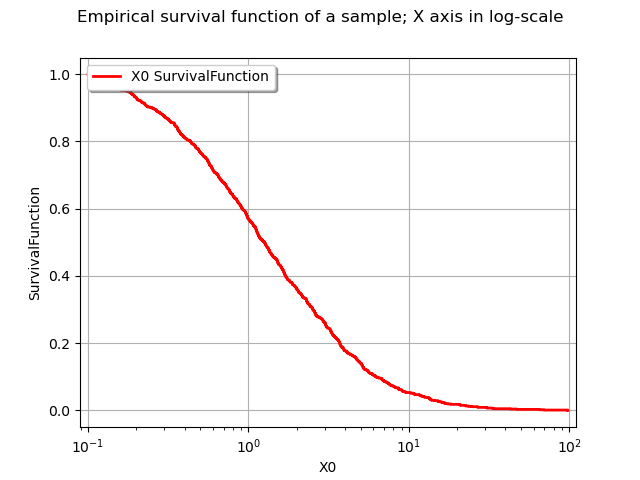 Empirical survival function of a sample; X axis in log-scale
X0 SurvivalFunction
SurvivalFunction
1.0
0.8
0.6
0.4
0.2
0.0
10⁻¹ 10⁰ 10¹ 10²
X0